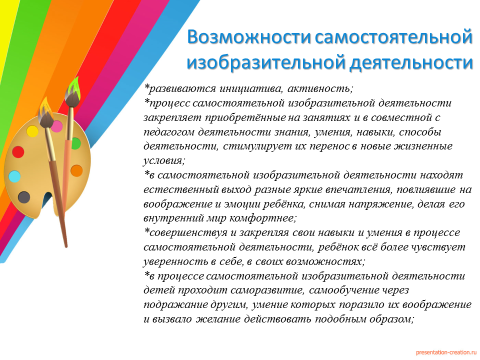 Возможности самостоятельной
изобразительной деятельности
*развиваются инициатива, активность;
*процесс самостоятельной изобразительной деятельности
закрепляет приобретённые на занятиях и в совместной с
педагогом деятельности знания, умения, навыки, способы
деятельности, стимулирует их перенос в новые жизненные
условия;
*в самостоятельной изобразительной деятельности находят
естественный выход разные яркие впечатления, повлиявшие на
воображение и эмоции ребёнка, снимая напряжение, делая его
внутренний мир комфортнее;
*совершенствуя и закрепляя свои навыки и умения в процессе
самостоятельной деятельности, ребёнок всё более чувствует
уверенность в себе, в своих возможностях;
*в процессе самостоятельной изобразительной деятельности
детей проходит саморазвитие, самообучение через
подражание другим, умение которых поразило их воображение
и вызвало желание действовать подобным образом;
presentation-creation.ru